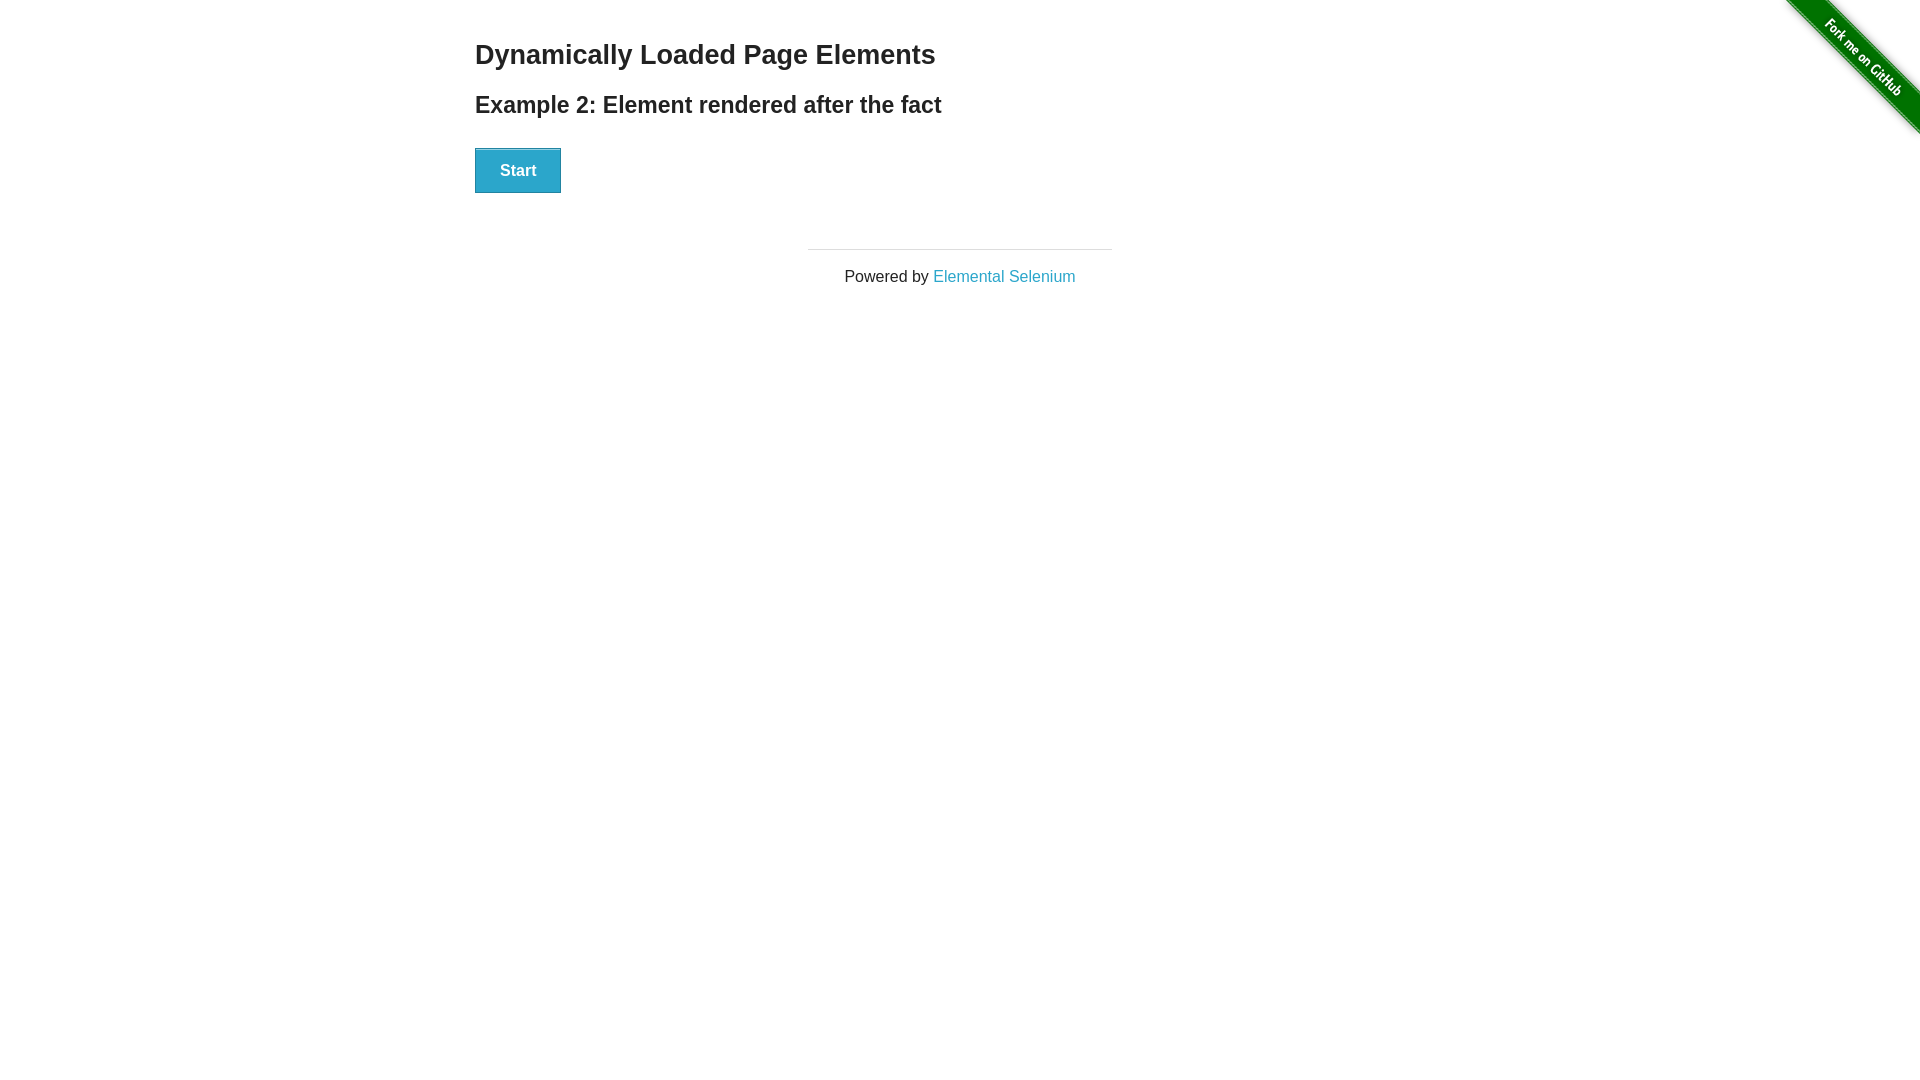 Dynamically Loaded Page Elements
Example 2: Element rendered after the fact
Start
Powered by Elemental Selenium
Fork me on GitHub